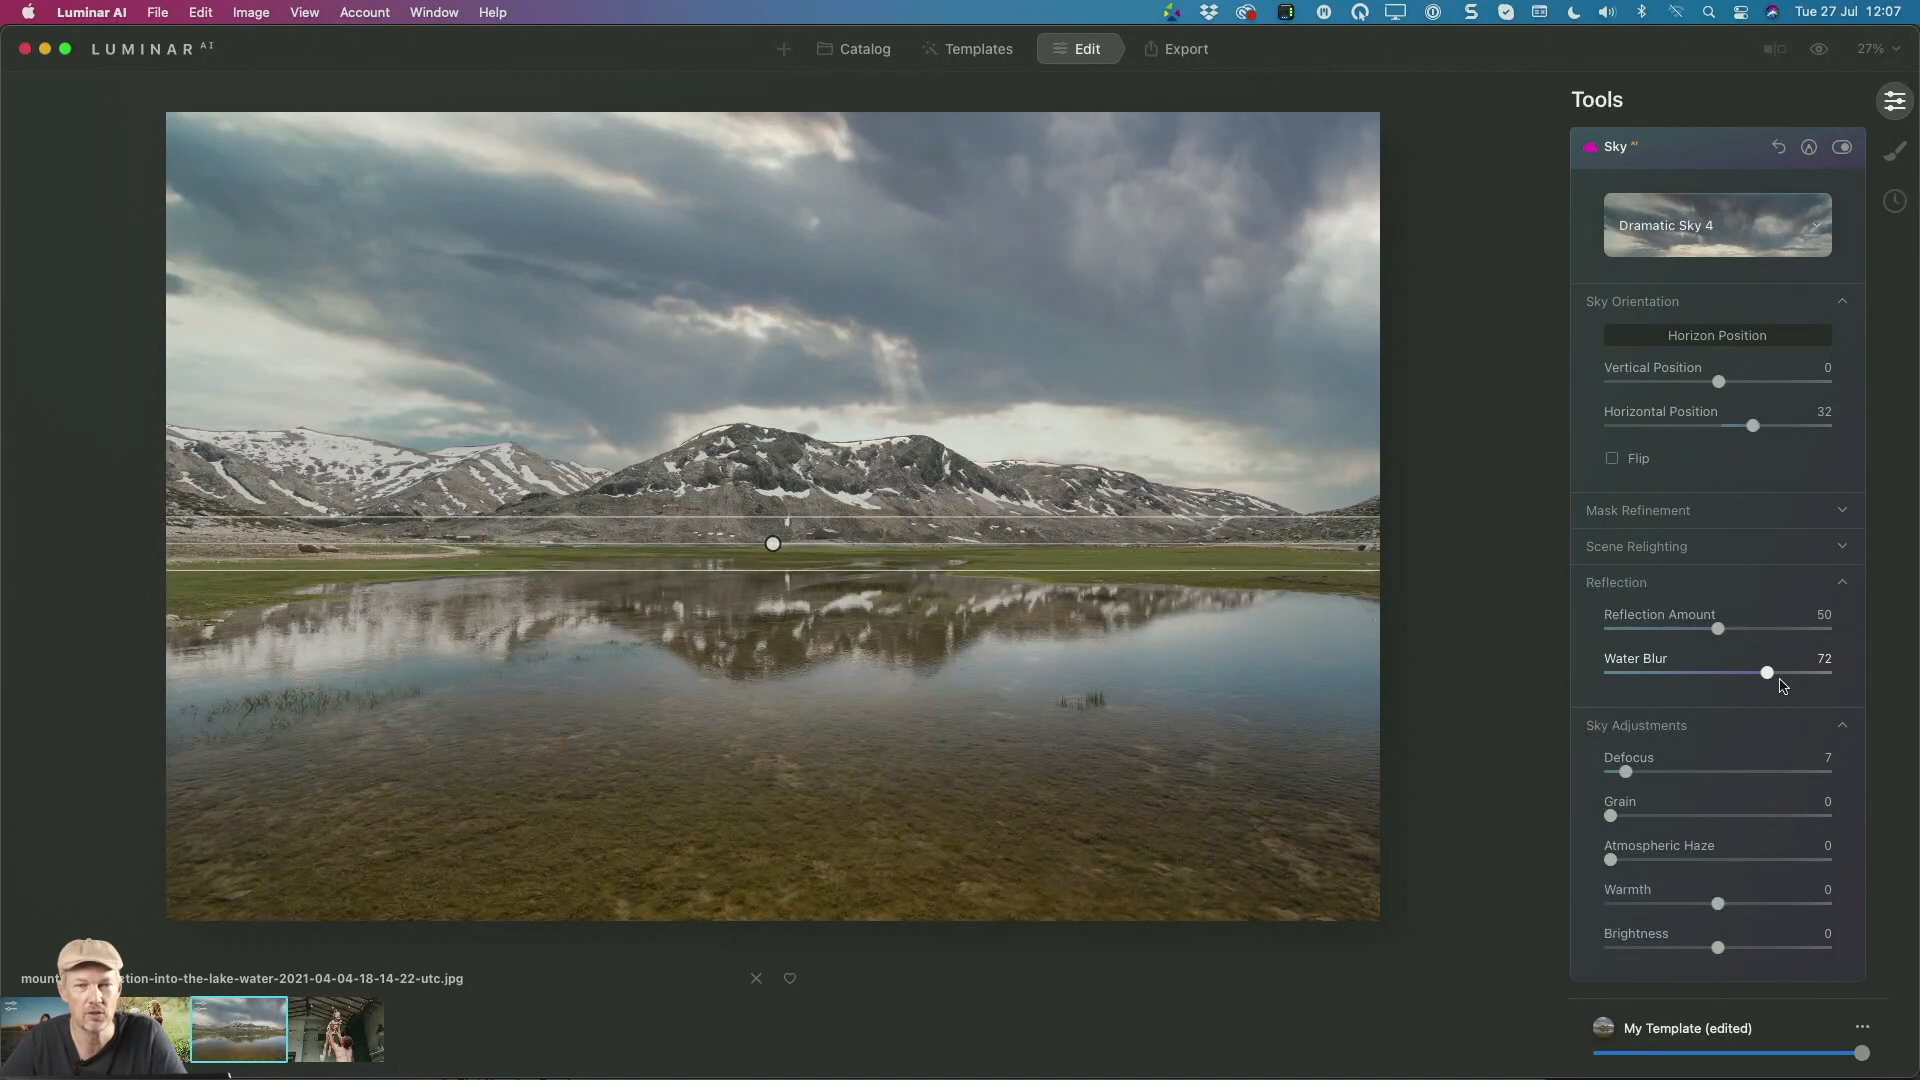 Luminar AI File Edit Image View Account Window Help Tue 27 Jul 12:07
LUMINAR AI Catalog Templates Edit Export 27%
Tools
Sky AI
Dramatic Sky 4
Sky Orientation
Horizon Position
Vertical Position 0
Horizontal Position 32
Flip
Mask Refinement
Scene Relighting
Reflection
Reflection Amount 50
Water Blur 72
Sky Adjustments
Defocus 7
Grain 0
Atmospheric Haze 0
Warmth 0
Brightness 0
mount tion-into-the-lake-water-2021-04-04-18-14-22-utc.jpg
My Template (edited)